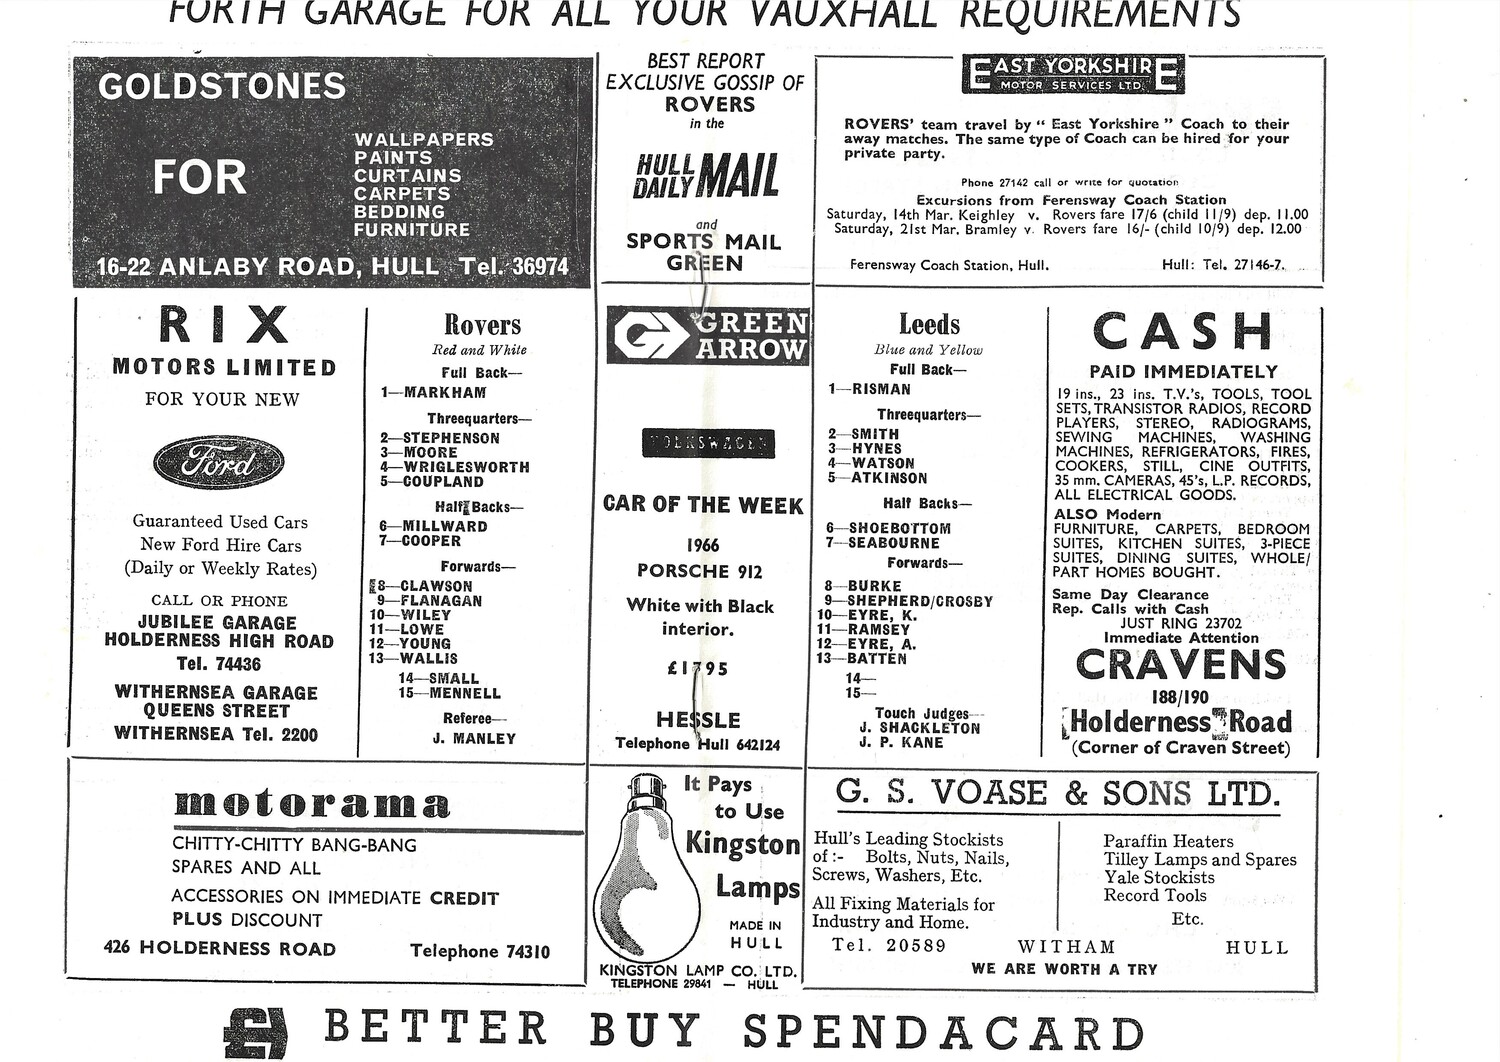 FORTH GARAGE FOR ALL YOUR VAUXHALL REQUIREMENTS
GOLDSTONES
FOR
WALLPAPERS
PAINTS
CURTAINS
CARPETS
BEDDING
FURNITURE
16-22 ANLABY ROAD, HULL Tel. 36974
BEST REPORT
EXCLUSIVE GOSSIP OF
ROVERS
in the
HULL DAILY MAIL
and
SPORTS MAIL
GREEN
EAST YORKSHIRE
MOTOR SERVICES LTD.
ROVERS' team travel by “ East Yorkshire ” Coach to their
away matches. The same type of Coach can be hired for your
private party.
Phone 27142 call or write for quotation
Excursions from Ferensway Coach Station
Saturday, 14th Mar. Keighley v. Rovers fare 17/6 (child 11/9) dep. 11.00
Saturday, 21st Mar. Bramley v. Rovers fare 16/- (child 10/9) dep. 12.00
Ferensway Coach Station, Hull. Hull: Tel. 27146-7.
RIX
MOTORS LIMITED
FOR YOUR NEW
Ford
Guaranteed Used Cars
New Ford Hire Cars
(Daily or Weekly Rates)
CALL OR PHONE
JUBILEE GARAGE
HOLDERNESS HIGH ROAD
Tel. 74436
WITHERNSEA GARAGE
QUEENS STREET
WITHERNSEA Tel. 2200
Rovers
Red and White
Full Back—
1—MARKHAM
Threequarters—
2—STEPHENSON
3—MOORE
4—WRIGLESWORTH
5—COUPLAND
Half Backs—
6—MILLWARD
7—COOPER
Forwards—
8—CLAWSON
9—FLANAGAN
10—WILEY
11—LOWE
12—YOUNG
13—WALLIS
14—SMALL
15—MENNELL
Referee—
J. MANLEY
GREEN
ARROW
VOLKSWAGEN
CAR OF THE WEEK
1966
PORSCHE 912
White with Black
interior.
£1795
HESSLE
Telephone Hull 642124
Leeds
Blue and Yellow
Full Back—
1—RISMAN
Threequarters—
2—SMITH
3—HYNES
4—WATSON
5—ATKINSON
Half Backs—
6—SHOEBOTTOM
7—SEABOURNE
Forwards—
8—BURKE
9—SHEPHERD/CROSBY
10—EYRE, K.
11—RAMSEY
12—EYRE, A.
13—BATTEN
14—
15—
Touch Judges—
J. SHACKLETON
J. P. KANE
CASH
PAID IMMEDIATELY
19 ins., 23 ins. T.V.'s, TOOLS, TOOL
SETS, TRANSISTOR RADIOS, RECORD
PLAYERS, STEREO, RADIOGRAMS,
SEWING MACHINES, WASHING
MACHINES, REFRIGERATORS, FIRES,
COOKERS, STILL, CINE OUTFITS,
35 mm. CAMERAS, 45's, L.P. RECORDS,
ALL ELECTRICAL GOODS.
ALSO Modern
FURNITURE, CARPETS, BEDROOM
SUITES, KITCHEN SUITES, 3-PIECE
SUITES, DINING SUITES, WHOLE/
PART HOMES BOUGHT.
Same Day Clearance
Rep. Calls with Cash
JUST RING 23702
Immediate Attention
CRAVENS
188/190
Holderness Road
(Corner of Craven Street)
motorama
CHITTY-CHITTY BANG-BANG
SPARES AND ALL
ACCESSORIES ON IMMEDIATE CREDIT
PLUS DISCOUNT
426 HOLDERNESS ROAD Telephone 74310
It Pays
to Use
Kingston
Lamps
MADE IN
HULL
KINGSTON LAMP CO. LTD.
TELEPHONE 29841 — HULL
G. S. VOASE & SONS LTD.
Hull's Leading Stockists
of :- Bolts, Nuts, Nails,
Screws, Washers, Etc.
All Fixing Materials for
Industry and Home.
Paraffin Heaters
Tilley Lamps and Spares
Yale Stockists
Record Tools
Etc.
Tel. 20589 WITHAM HULL
WE ARE WORTH A TRY
£ BETTER BUY SPENDACARD